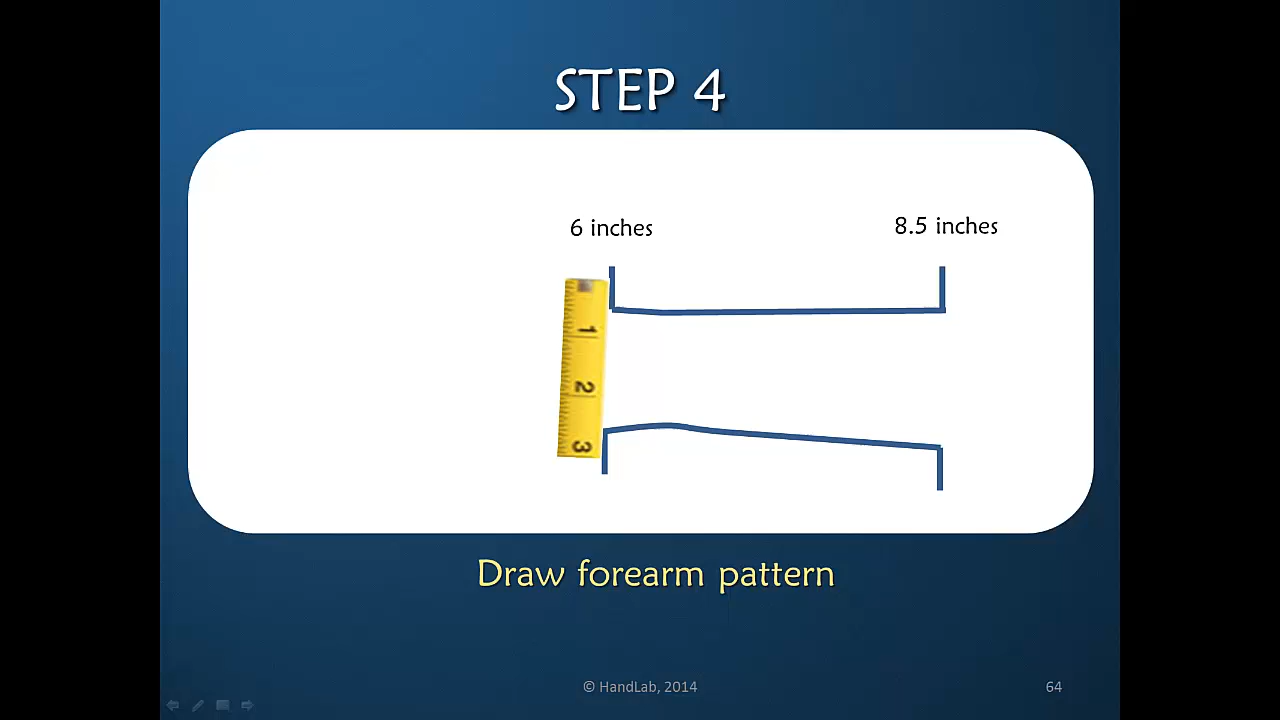 STEP 4
6 inches
8.5 inches
1
2
3
Draw forearm pattern
© HandLab, 2014
64